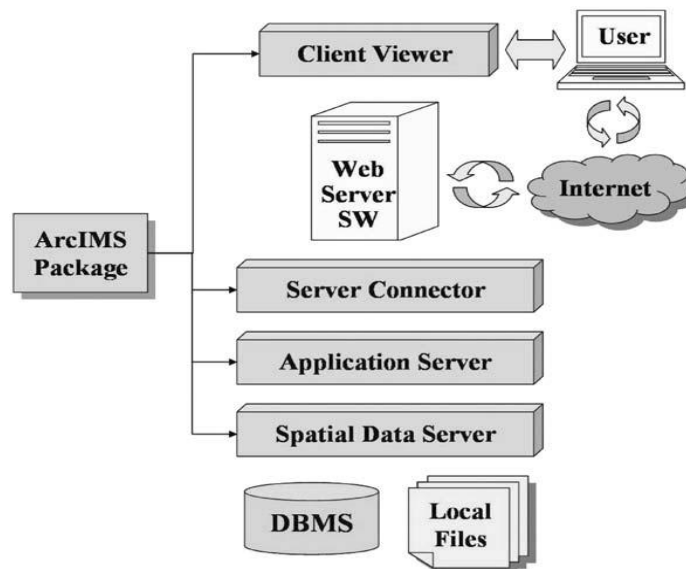 Client Viewer
User
Web
Server
SW
Internet
ArcIMS
Package
Server Connector
Application Server
Spatial Data Server
DBMS
Local
Files